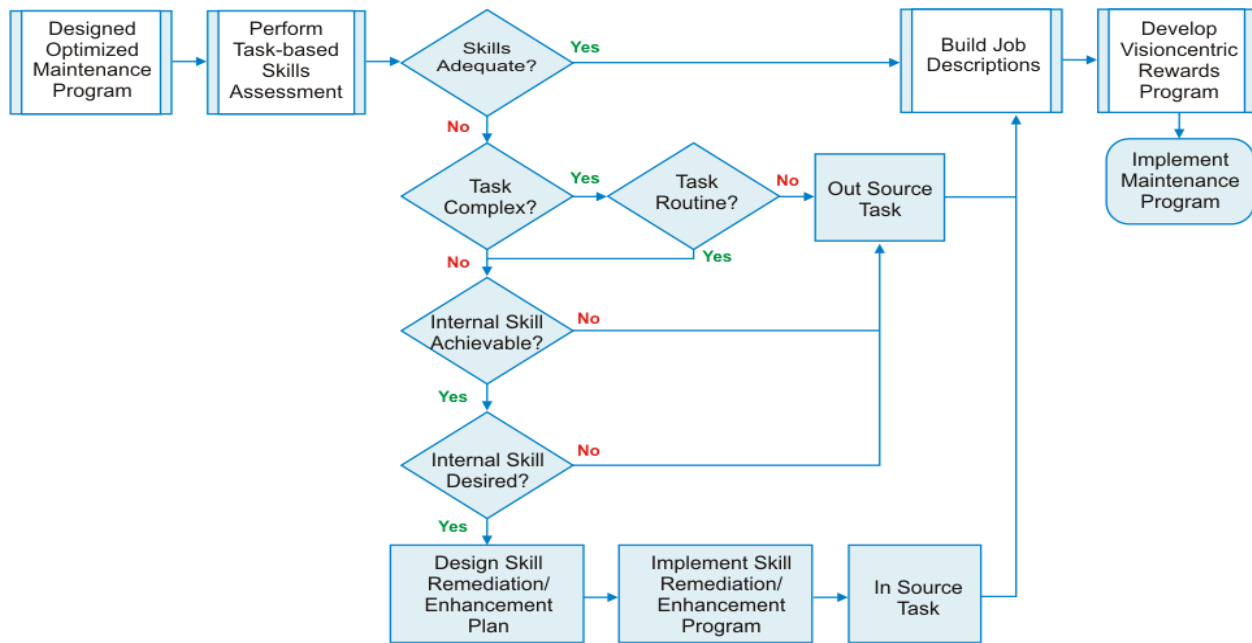 Designed
Optimized
Maintenance
Program
Perform
Task-based
Skills
Assessment
Skills
Adequate?
Yes
Build Job
Descriptions
Develop
Visioncentric
Rewards
Program
No
Implement
Maintenance
Program
Task
Complex?
Yes
Task
Routine?
No
Out Source
Task
No
Yes
Internal Skill
Achievable?
No
Yes
Internal Skill
Desired?
No
Yes
Design Skill
Remediation/
Enhancement
Plan
Implement Skill
Remediation/
Enhancement
Program
In Source
Task